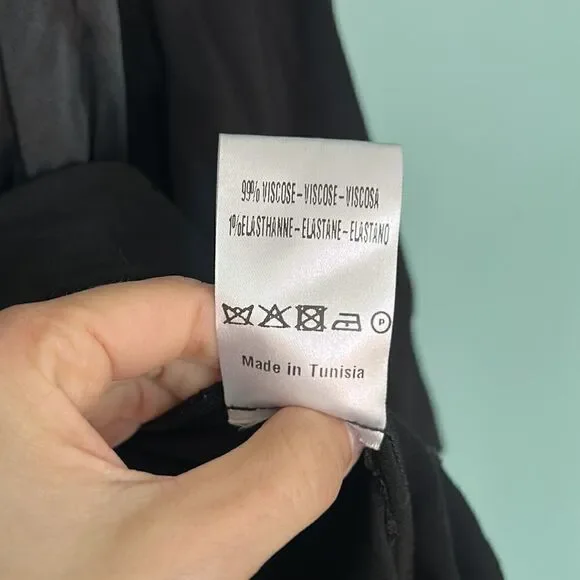 99% VISCOSE-VISCOSE-VISCOSA
1%ELASTHANNE-ELASTANE-ELASTANO
P
Made in Tunisia